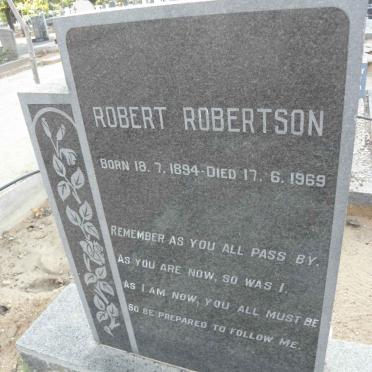 ROBERT ROBERTSON
BORN 18. 7. 1894-DIED 17. 6. 1969
REMEMBER AS YOU ALL PASS BY.
AS YOU ARE NOW, SO WAS I.
AS I AM NOW, YOU ALL MUST BE
SO BE PREPARED TO FOLLOW ME.